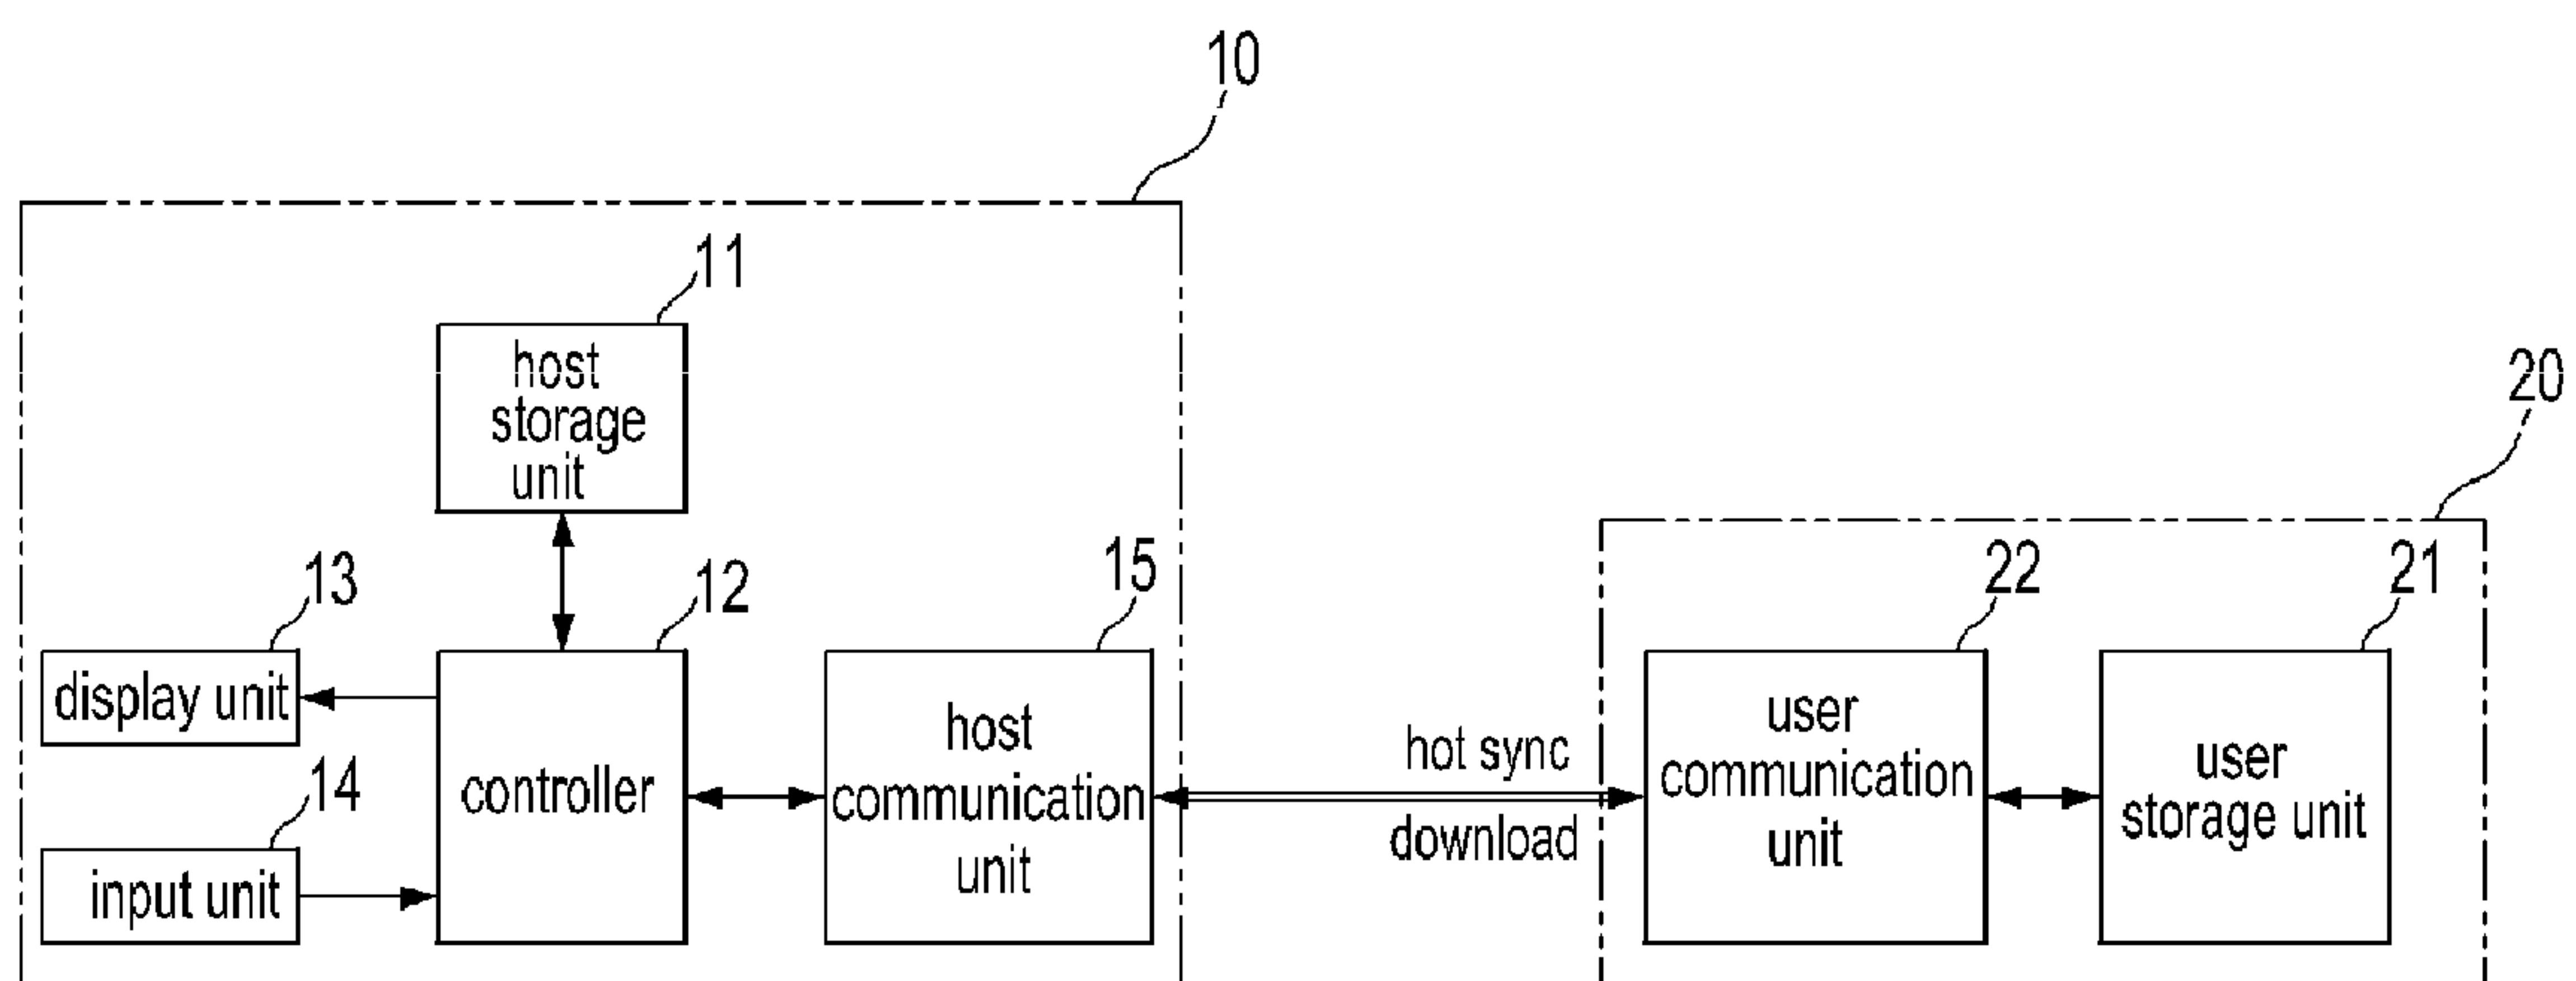 10
11
host
storage
unit
20
13
12
15
22
21
display unit
controller
host
communication
unit
hot sync
download
user
communication
unit
user
storage unit
14
input unit